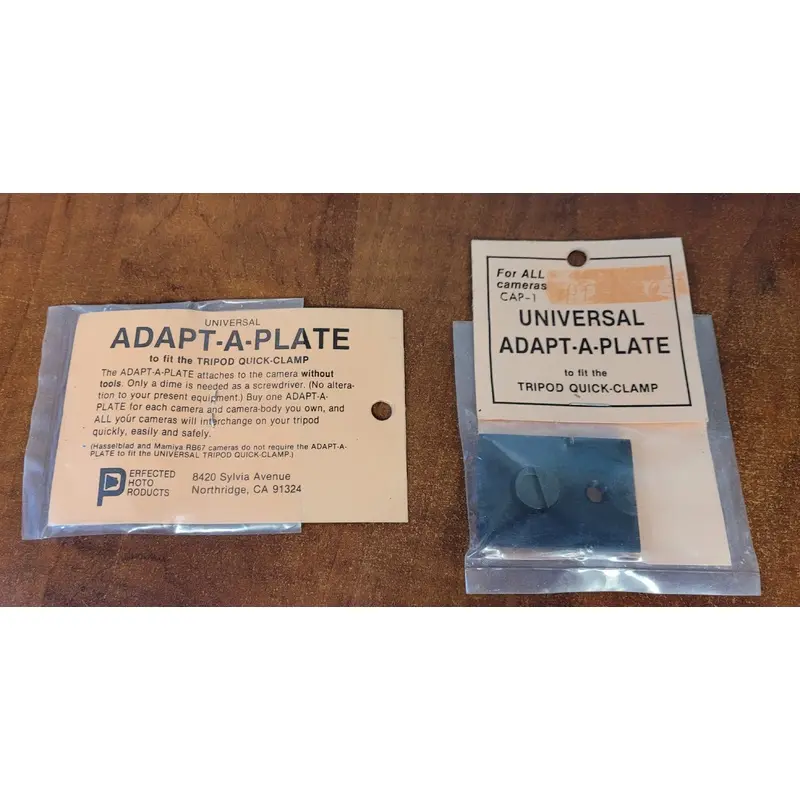 UNIVERSAL
ADAPT-A-PLATE
to fit the TRIPOD QUICK-CLAMP
The ADAPT-A-PLATE attaches to the camera without
tools. Only a dime is needed as a screwdriver. (No altera-
tion to your present equipment.) Buy one ADAPT-A-
PLATE for each camera and camera-body you own, and
ALL your cameras will interchange on your tripod
quickly, easily and safely.
(Hasselblad and Mamiya RB67 cameras do not require the ADAPT-A-
PLATE to fit the UNIVERSAL TRIPOD QUICK-CLAMP.)
PERFECTED
PHOTO
PRODUCTS
8420 Sylvia Avenue
Northridge, CA 91324
For ALL
cameras
CAP-1
UNIVERSAL
ADAPT-A-PLATE
to fit the
TRIPOD QUICK-CLAMP